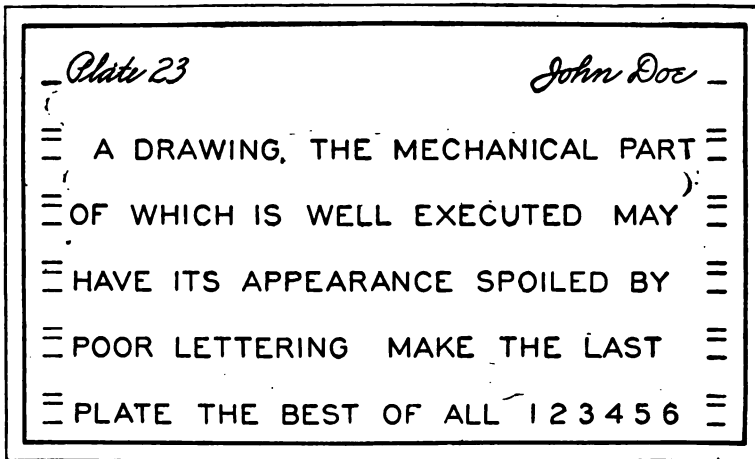 Plate 23 John Doe
A DRAWING, THE MECHANICAL PART
OF WHICH IS WELL EXECUTED MAY
HAVE ITS APPEARANCE SPOILED BY
POOR LETTERING MAKE THE LAST
PLATE THE BEST OF ALL 123456